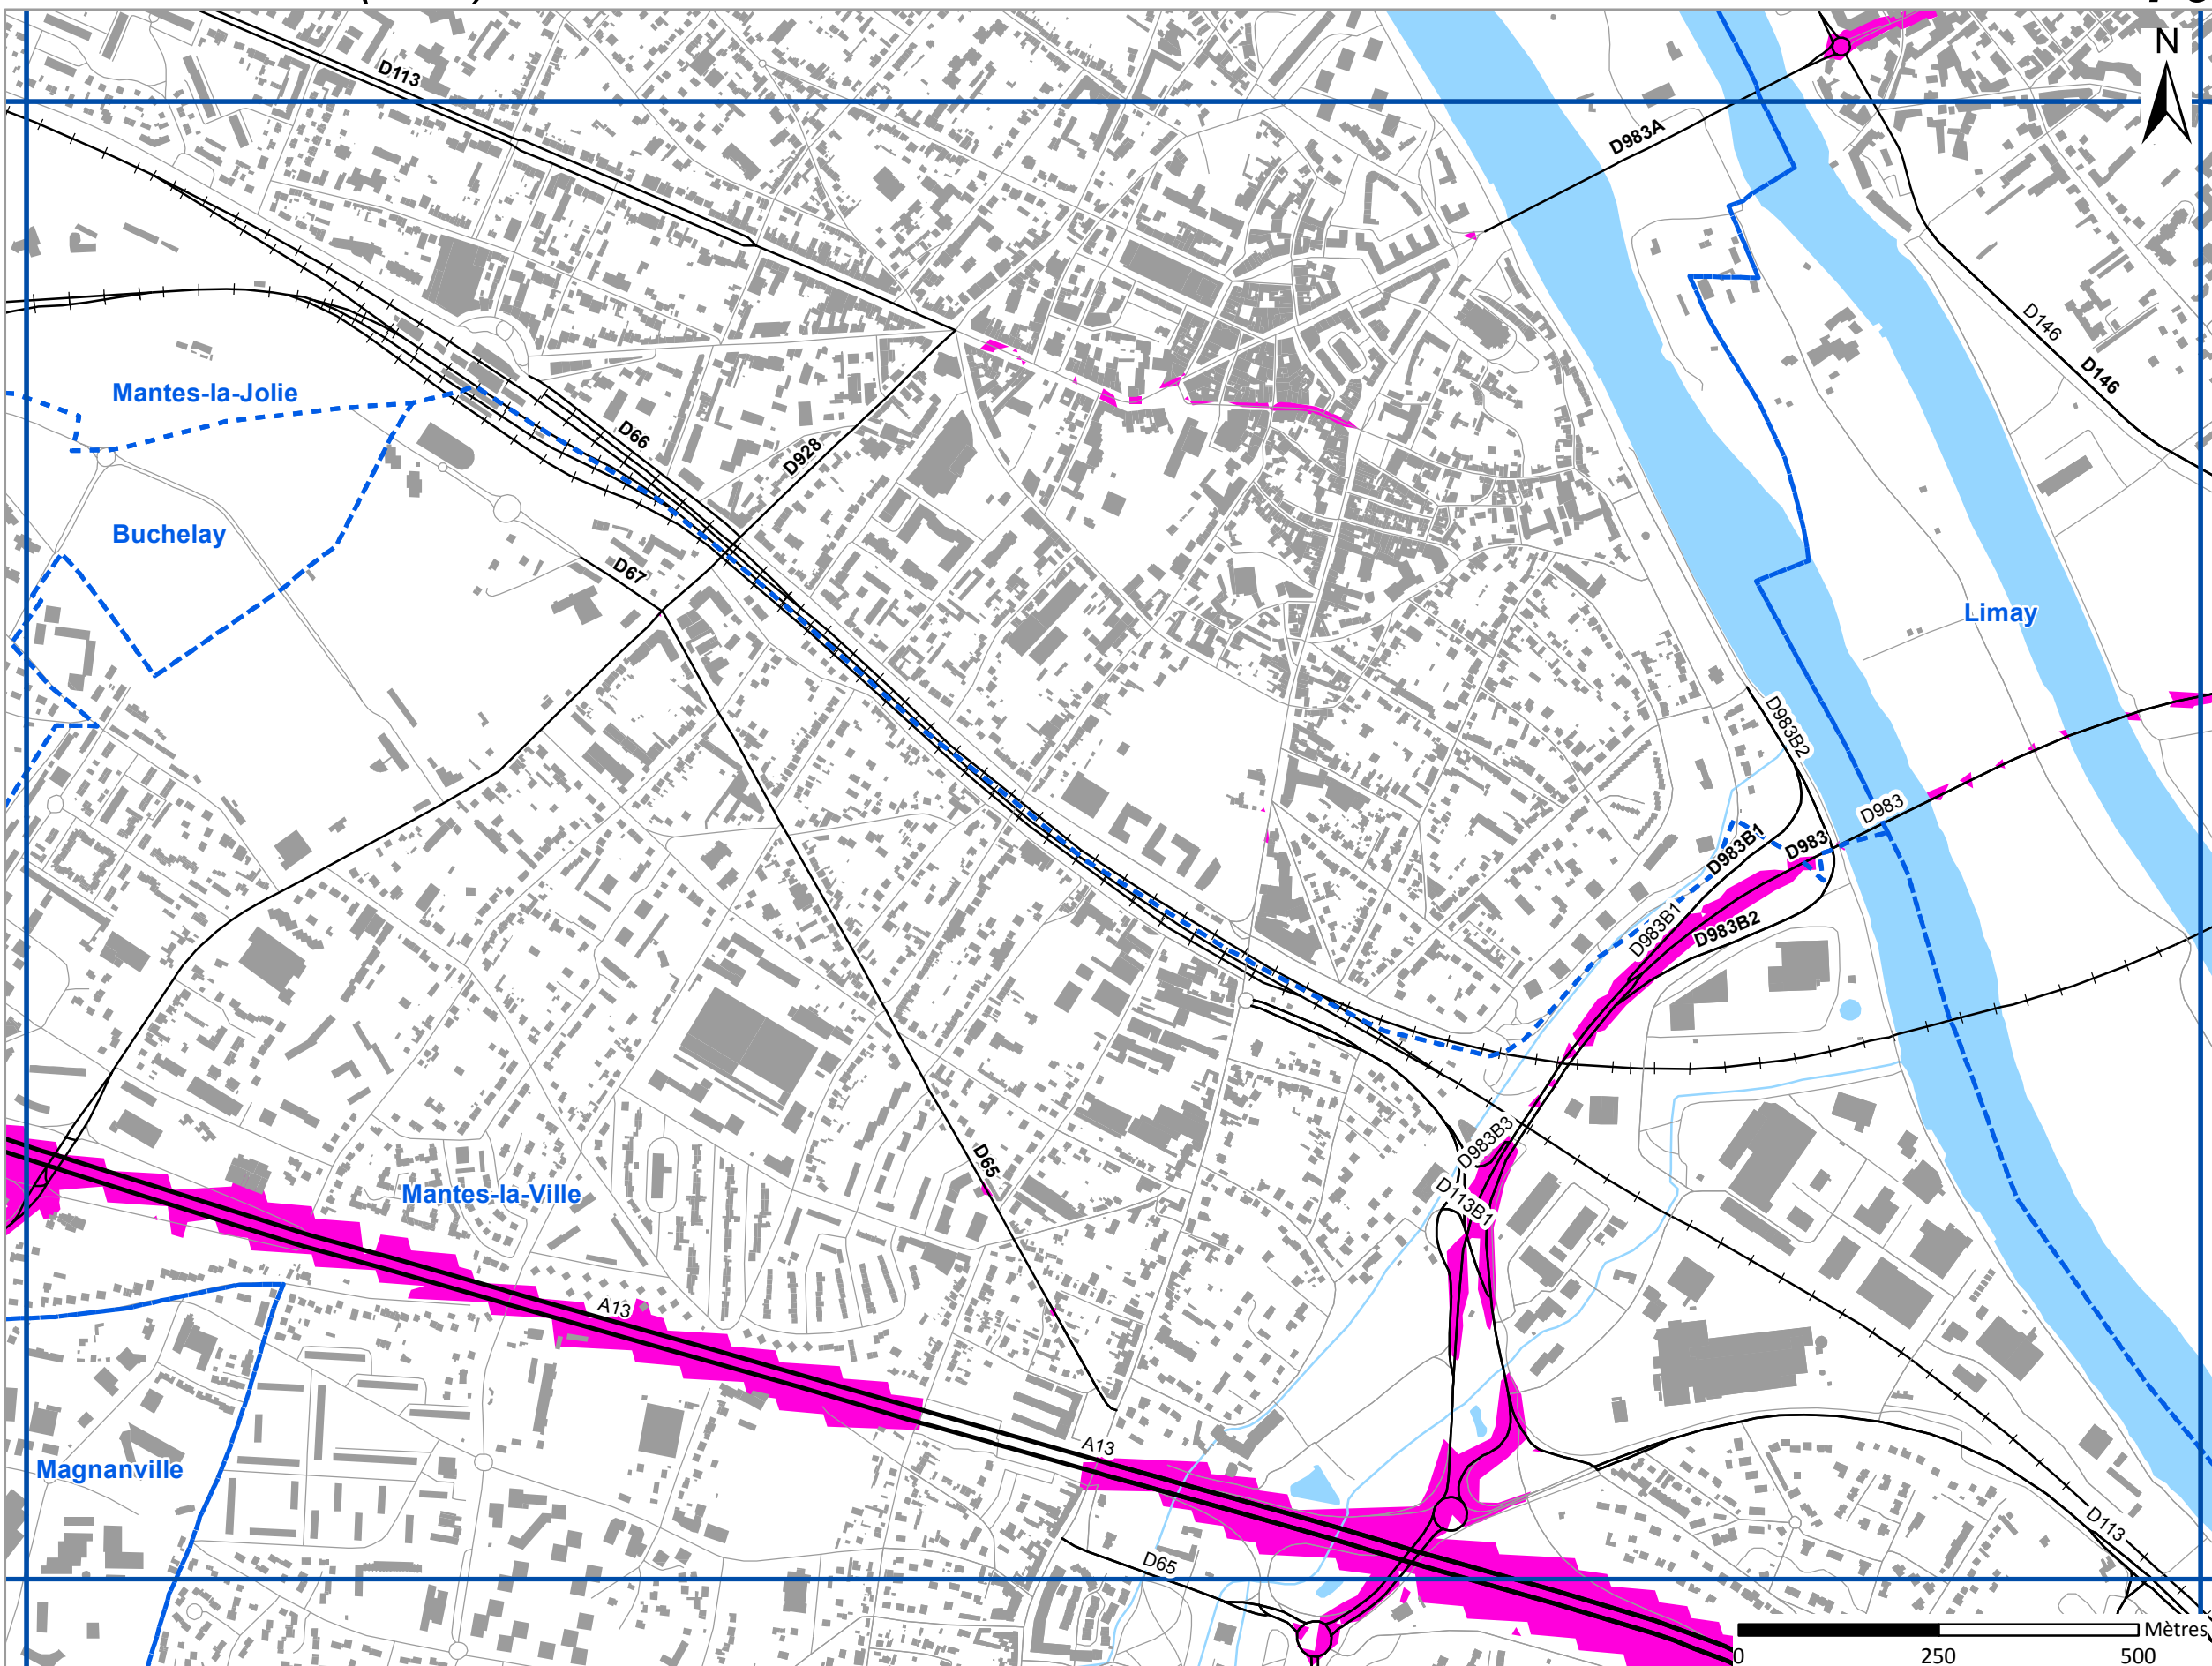 N
D113
D983A
D146
D146
Mantes-la-Jolie
D66
D928
Buchelay
D67
Limay
D983B2
D983
D983B1
D983
D983B1
D983B2
D983B3
D65
D113B1
Mantes-la-Ville
A13
A13
Magnanville
D113
D65
Mètres
0 250 500